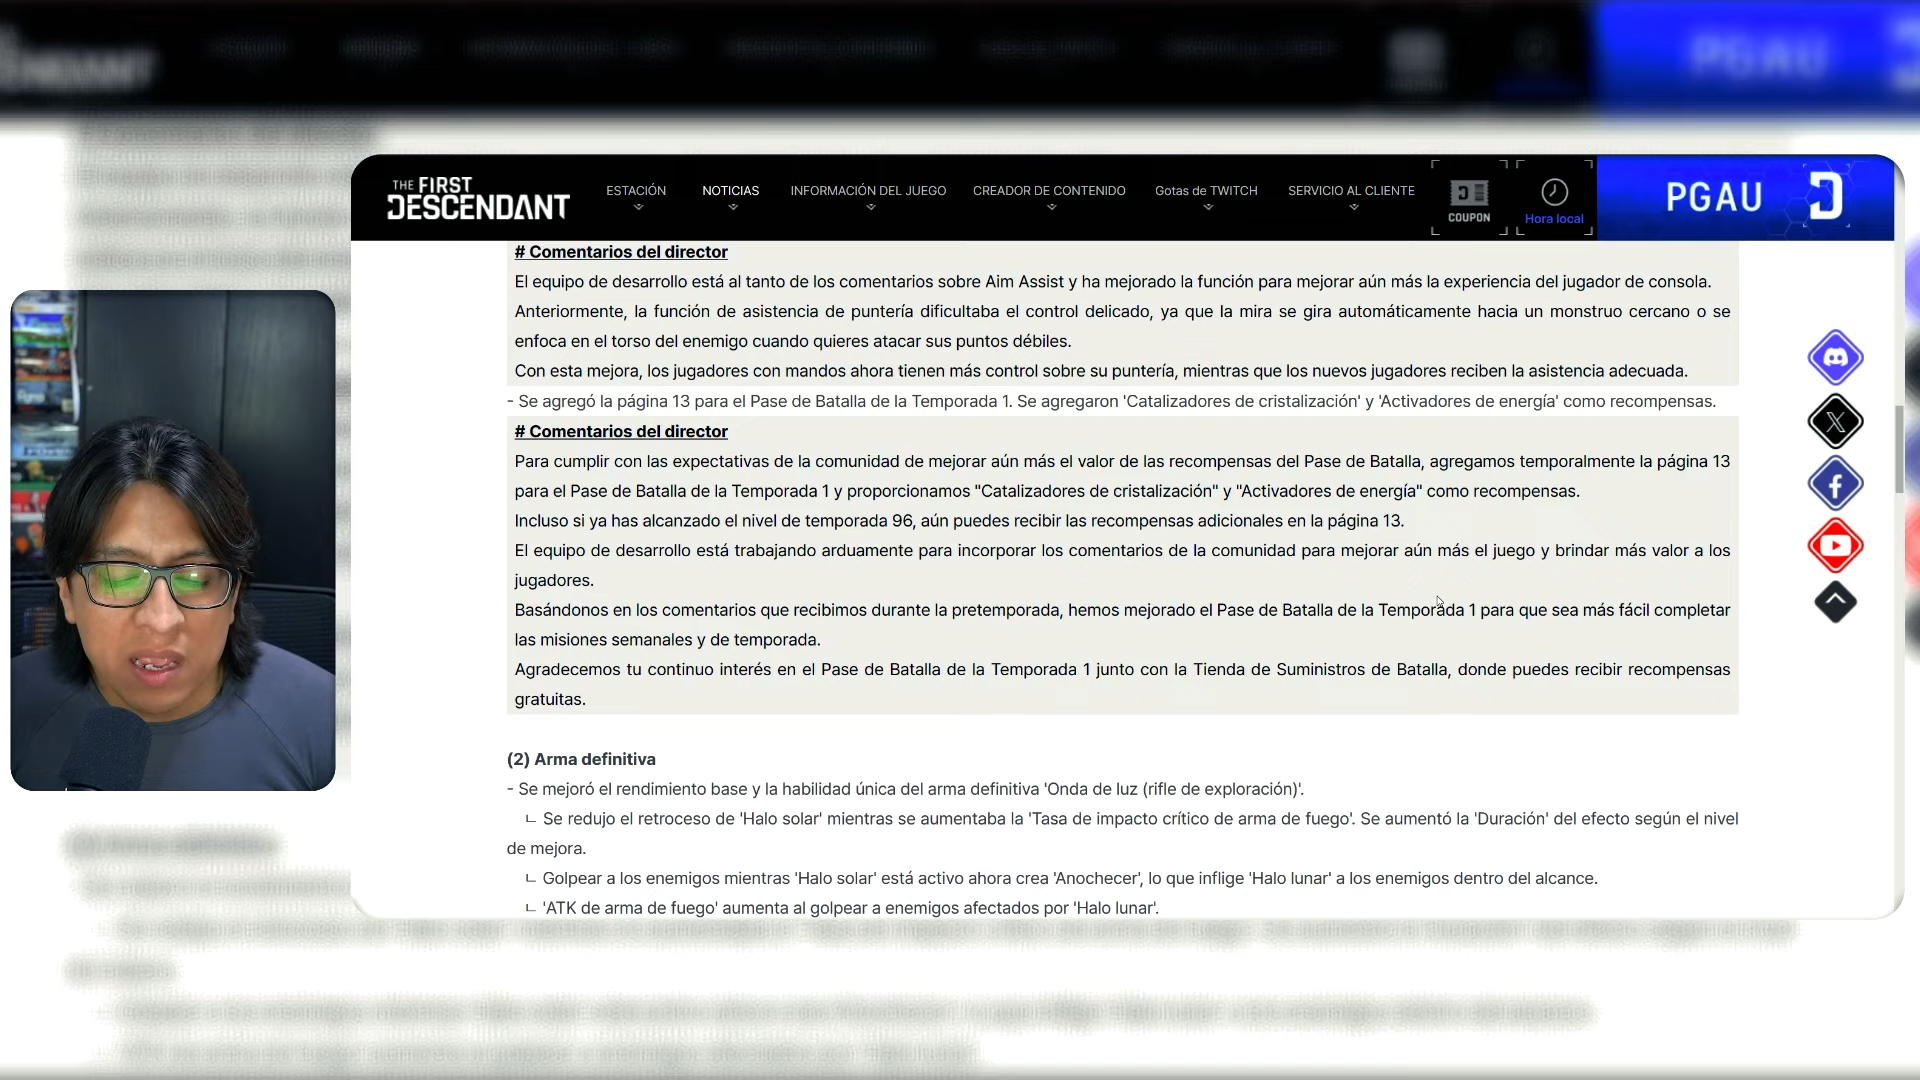 PGAU
THE FIRST DESCENDANT
ESTACIÓN
NOTICIAS
INFORMACIÓN DEL JUEGO
CREADOR DE CONTENIDO
Gotas de TWITCH
SERVICIO AL CLIENTE
COUPON
Hora local
PGAU
# Comentarios del director
El equipo de desarrollo está al tanto de los comentarios sobre Aim Assist y ha mejorado la función para mejorar aún más la experiencia del jugador de consola.
Anteriormente, la función de asistencia de puntería dificultaba el control delicado, ya que la mira se gira automáticamente hacia un monstruo cercano o se
enfoca en el torso del enemigo cuando quieres atacar sus puntos débiles.
Con esta mejora, los jugadores con mandos ahora tienen más control sobre su puntería, mientras que los nuevos jugadores reciben la asistencia adecuada.
- Se agregó la página 13 para el Pase de Batalla de la Temporada 1. Se agregaron 'Catalizadores de cristalización' y 'Activadores de energía' como recompensas.
# Comentarios del director
Para cumplir con las expectativas de la comunidad de mejorar aún más el valor de las recompensas del Pase de Batalla, agregamos temporalmente la página 13
para el Pase de Batalla de la Temporada 1 y proporcionamos "Catalizadores de cristalización" y "Activadores de energía" como recompensas.
Incluso si ya has alcanzado el nivel de temporada 96, aún puedes recibir las recompensas adicionales en la página 13.
El equipo de desarrollo está trabajando arduamente para incorporar los comentarios de la comunidad para mejorar aún más el juego y brindar más valor a los
jugadores.
Basándonos en los comentarios que recibimos durante la pretemporada, hemos mejorado el Pase de Batalla de la Temporada 1 para que sea más fácil completar
las misiones semanales y de temporada.
Agradecemos tu continuo interés en el Pase de Batalla de la Temporada 1 junto con la Tienda de Suministros de Batalla, donde puedes recibir recompensas
gratuitas.
(2) Arma definitiva
- Se mejoró el rendimiento base y la habilidad única del arma definitiva 'Onda de luz (rifle de exploración)'.
ㄴ Se redujo el retroceso de 'Halo solar' mientras se aumentaba la 'Tasa de impacto crítico de arma de fuego'. Se aumentó la 'Duración' del efecto según el nivel
de mejora.
ㄴ Golpear a los enemigos mientras 'Halo solar' está activo ahora crea 'Anochecer', lo que inflige 'Halo lunar' a los enemigos dentro del alcance.
ㄴ 'ATK de arma de fuego' aumenta al golpear a enemigos afectados por 'Halo lunar'.